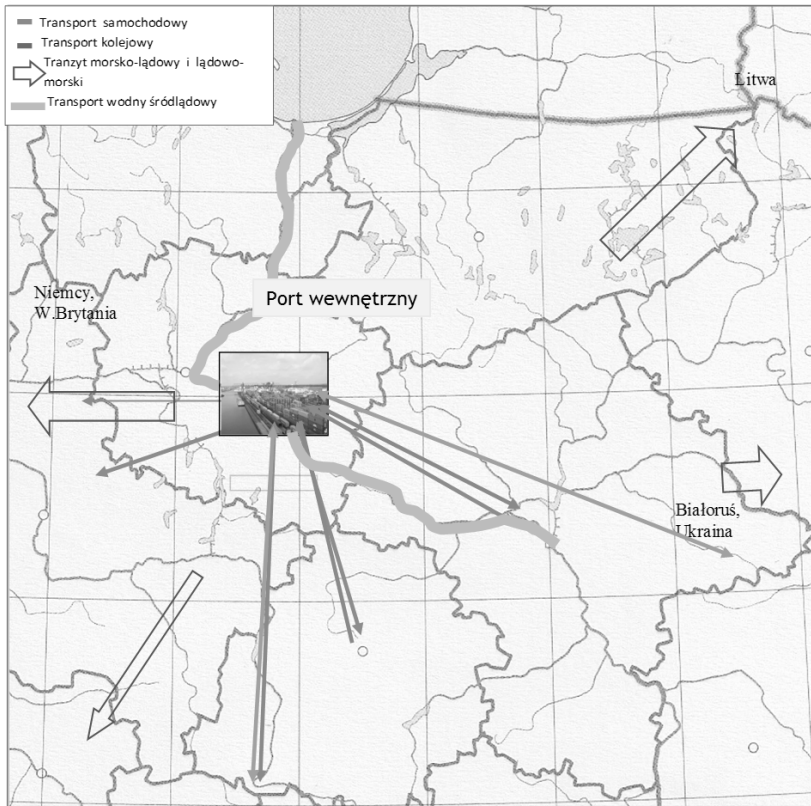 Transport samochodowy
Transport kolejowy
Tranzyt morsko-lądowy i lądowo-
morski
Transport wodny śródlądowy
Litwa
Niemcy,
W.Brytania
Port wewnętrzny
Białoruś,
Ukraina